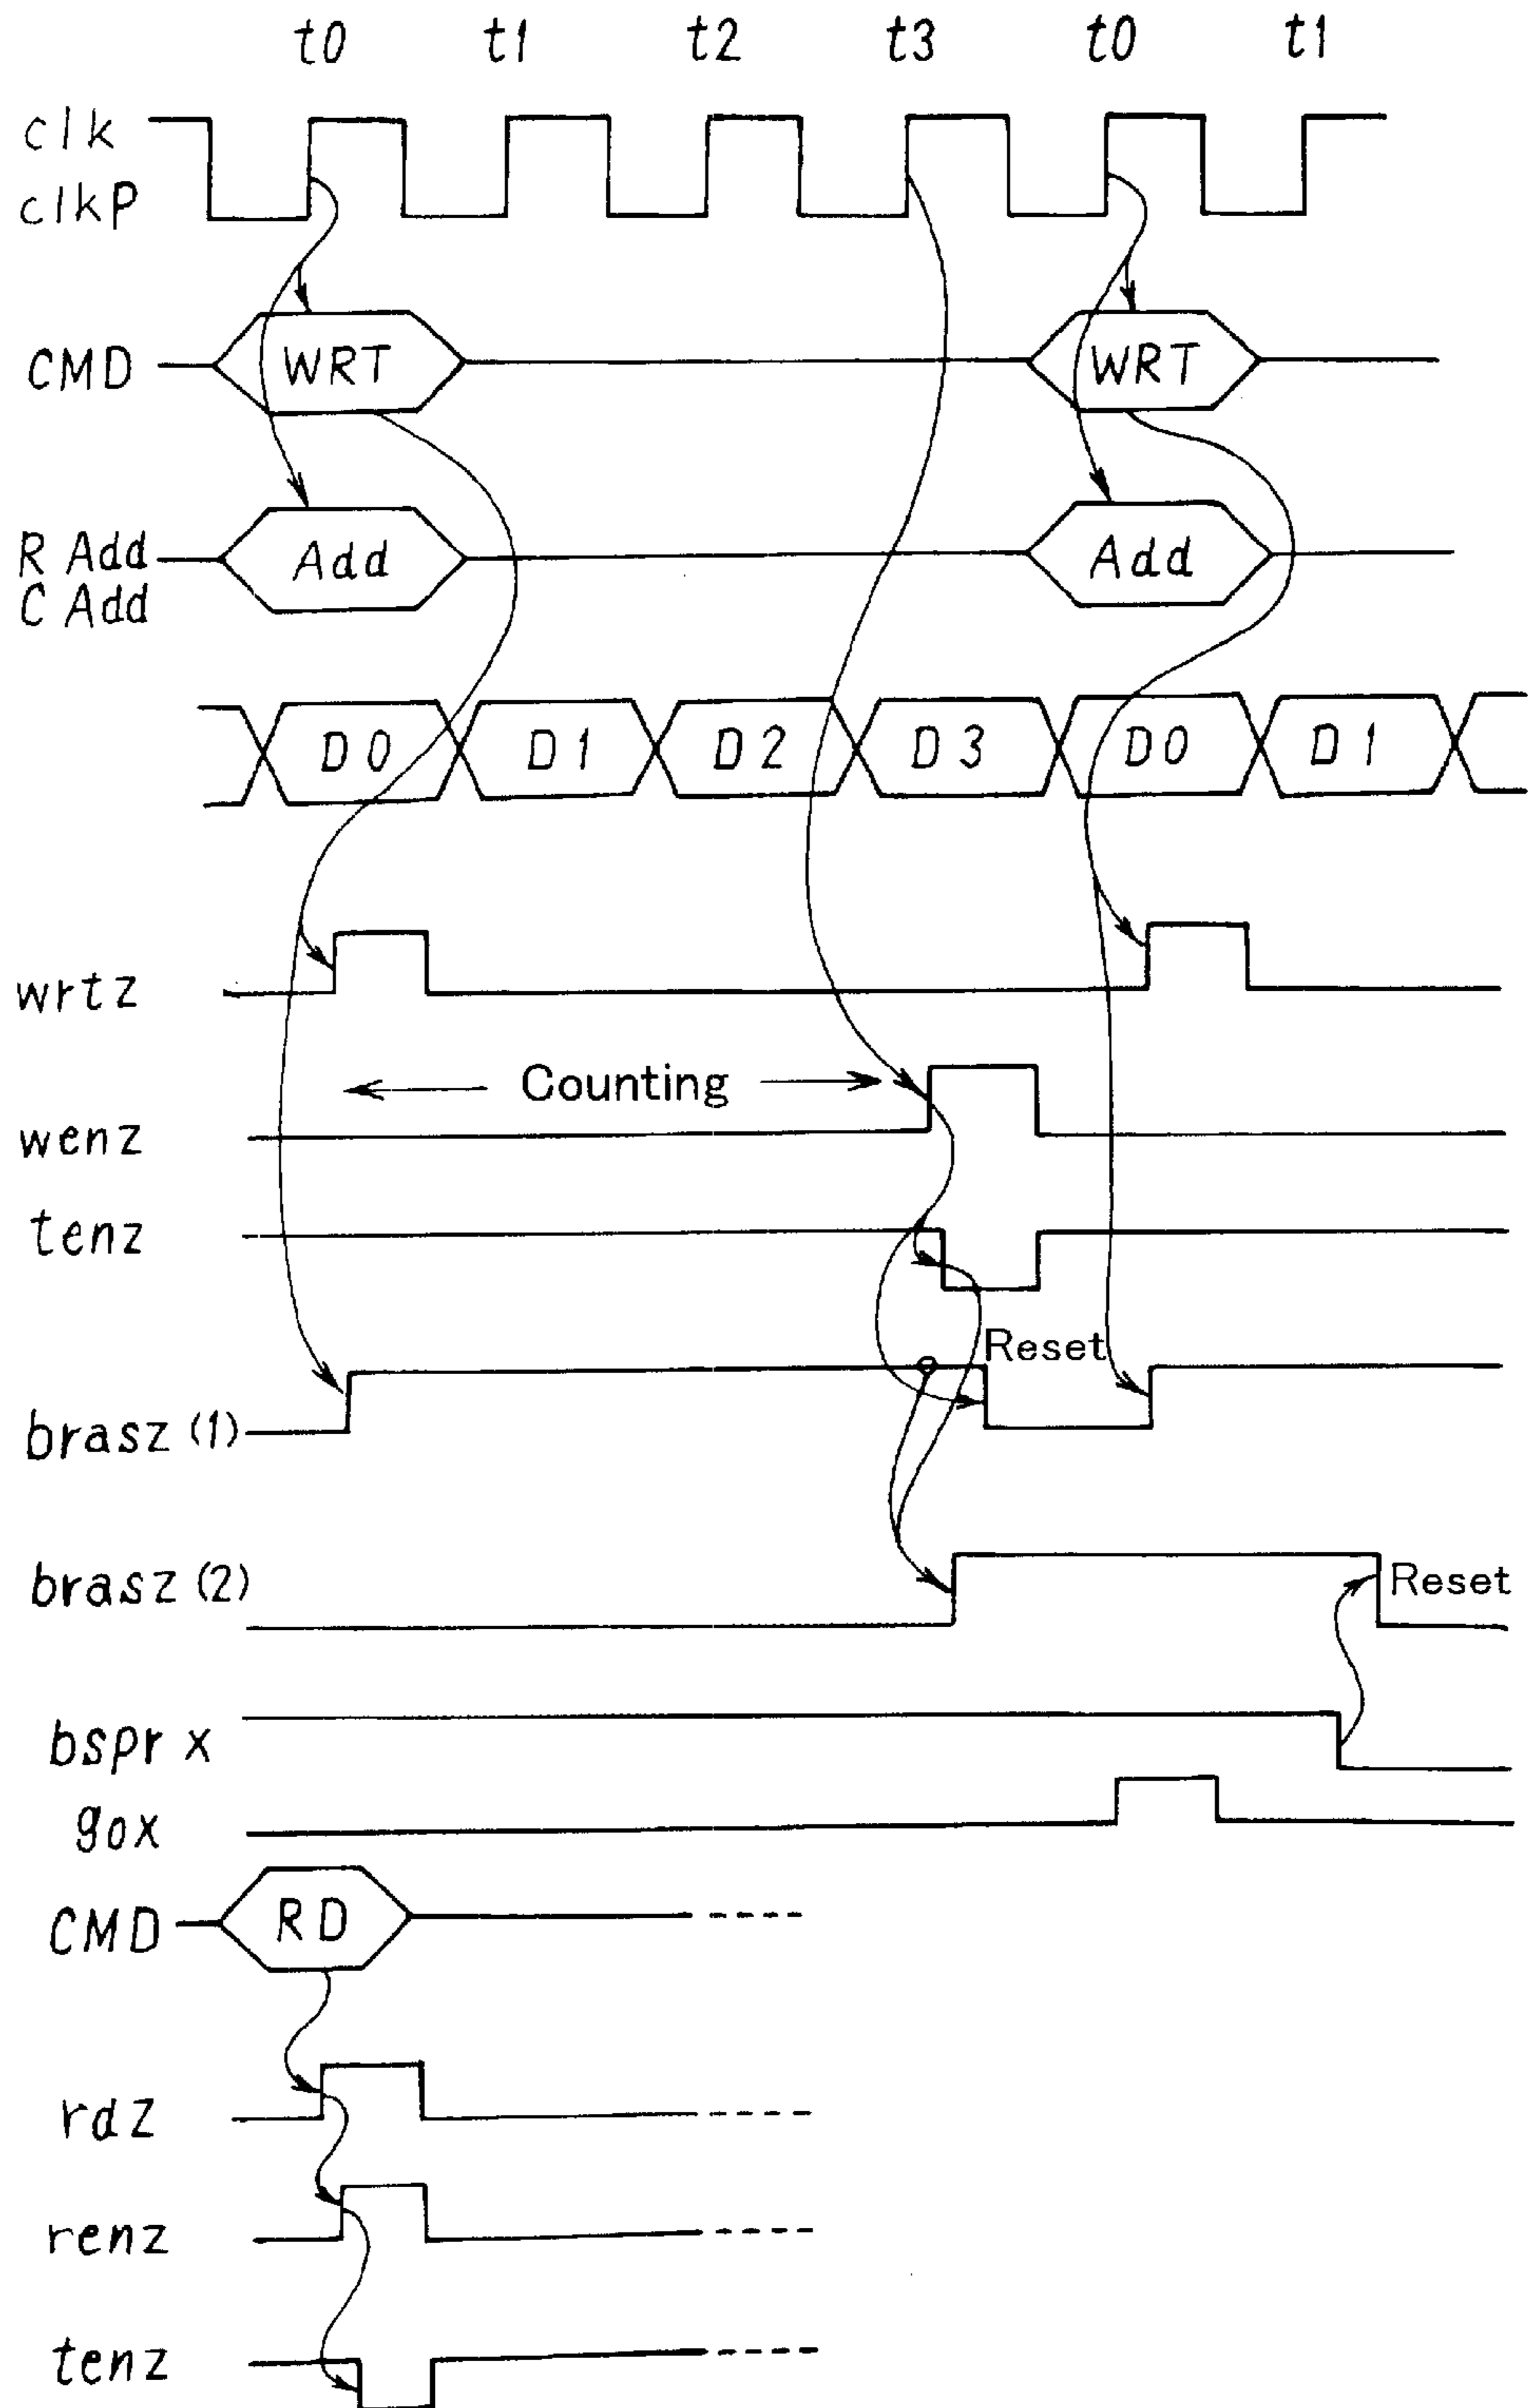 t0 t1 t2 t3 t0 t1
clk
clkP
CMD WRT WRT
R Add Add Add
C Add
D0 D1 D2 D3 D0 D1
wrtz
Counting
wenz
tenz
Reset
brasz (1)
brasz (2) Reset
bspr x
gox
CMD RD
rdz
renz
tenz